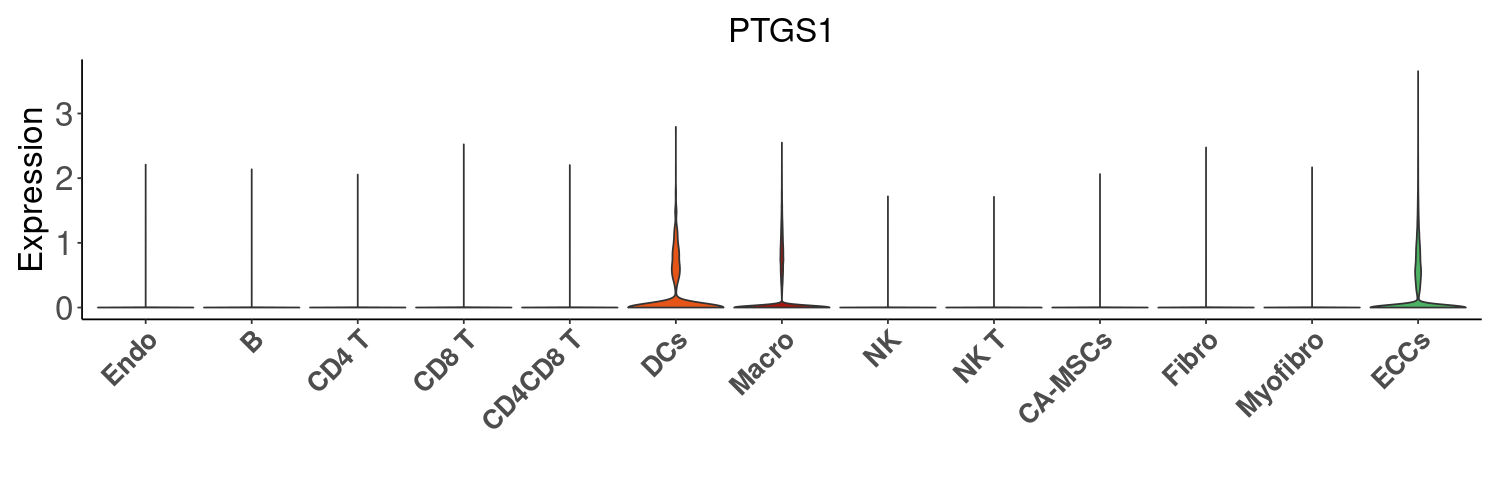 PTGS1
Expression
3
2
1
0
Endo
B
CD4 T
CD8 T
CD4CD8 T
DCs
Macro
NK
NK T
CA-MSCs
Fibro
Myofibro
ECCs